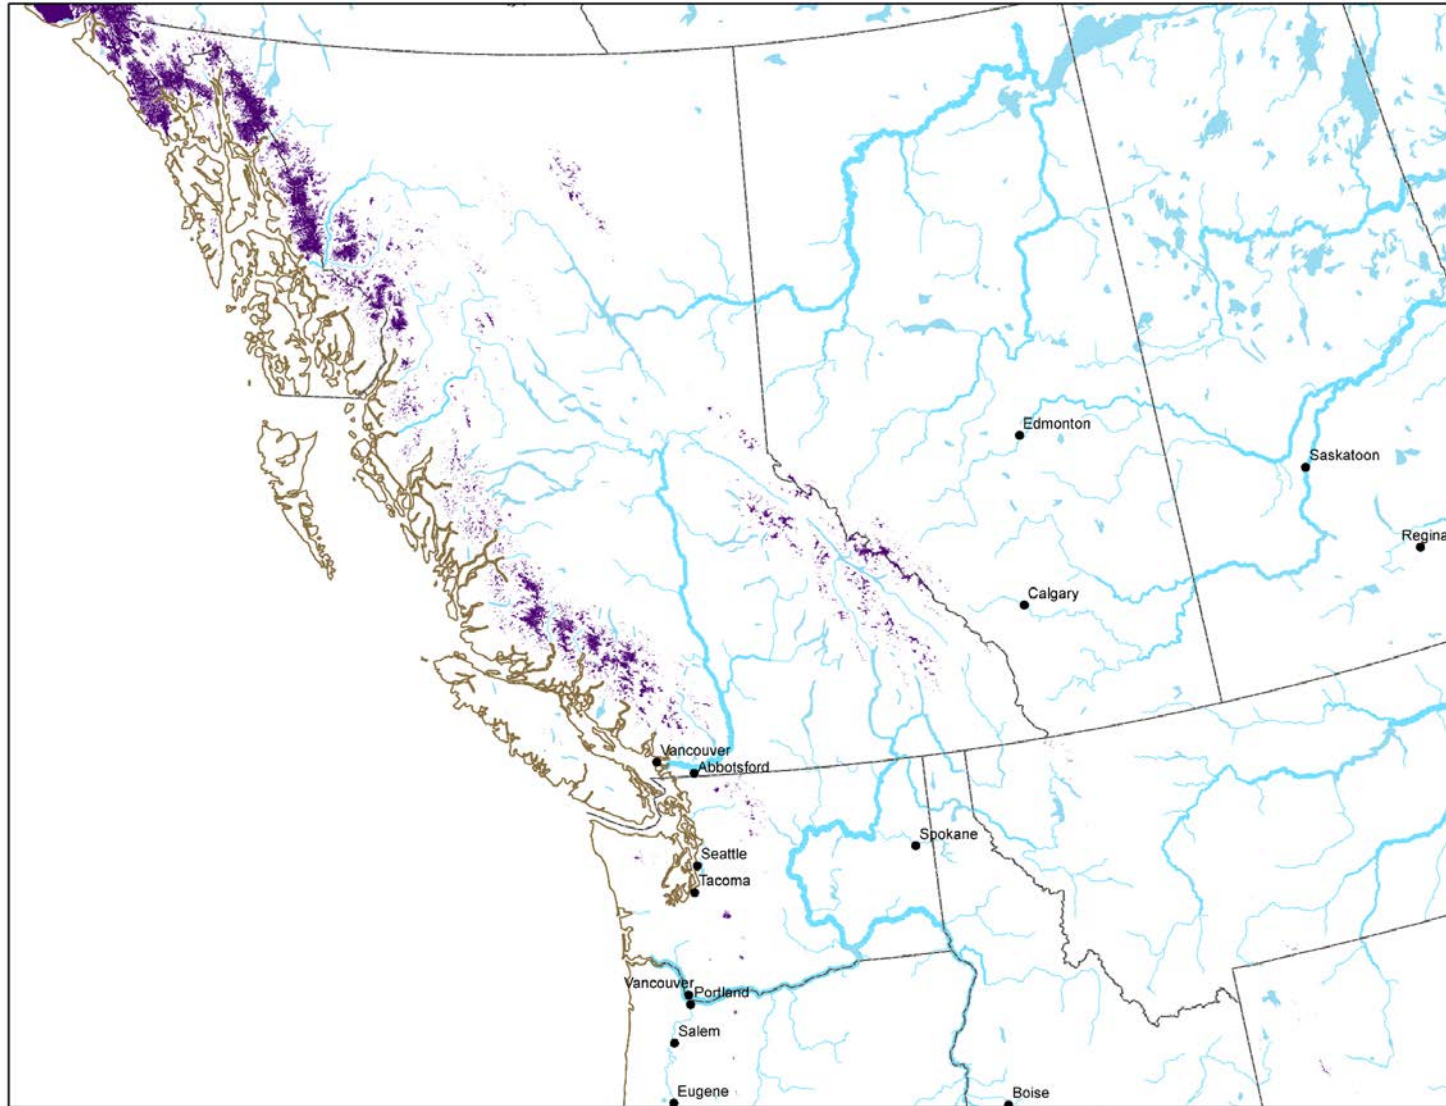 Edmonton
Saskatoon
Regina
Calgary
Vancouver
Abbotsford
Spokane
Seattle
Tacoma
Vancouver
Portland
Salem
Eugene
Boise